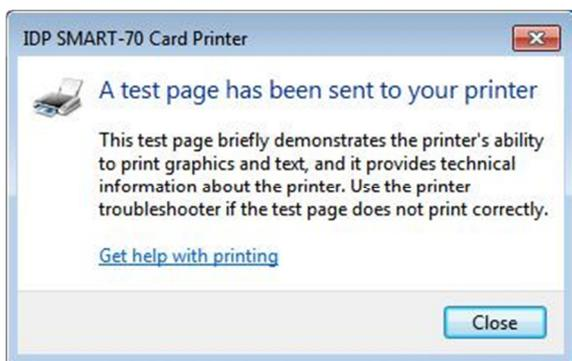 IDP SMART-70 Card Printer
A test page has been sent to your printer
This test page briefly demonstrates the printer's ability
to print graphics and text, and it provides technical
information about the printer. Use the printer
troubleshooter if the test page does not print correctly.
Get help with printing
Close